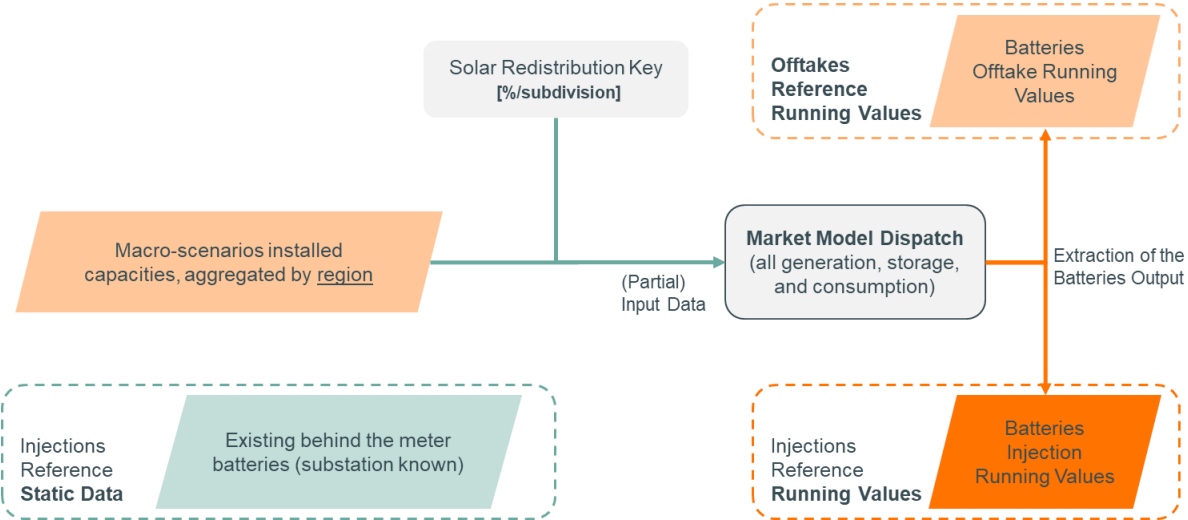 Solar Redistribution Key
[%/subdivision]
Offtakes
Reference
Running Values
Batteries
Offtake Running
Values
Macro-scenarios installed
capacities, aggregated by region
(Partial)
Input Data
Market Model Dispatch
(all generation, storage,
and consumption)
Extraction of the
Batteries Output
Injections
Reference
Static Data
Existing behind the meter
batteries (substation known)
Injections
Reference
Running Values
Batteries
Injection
Running Values